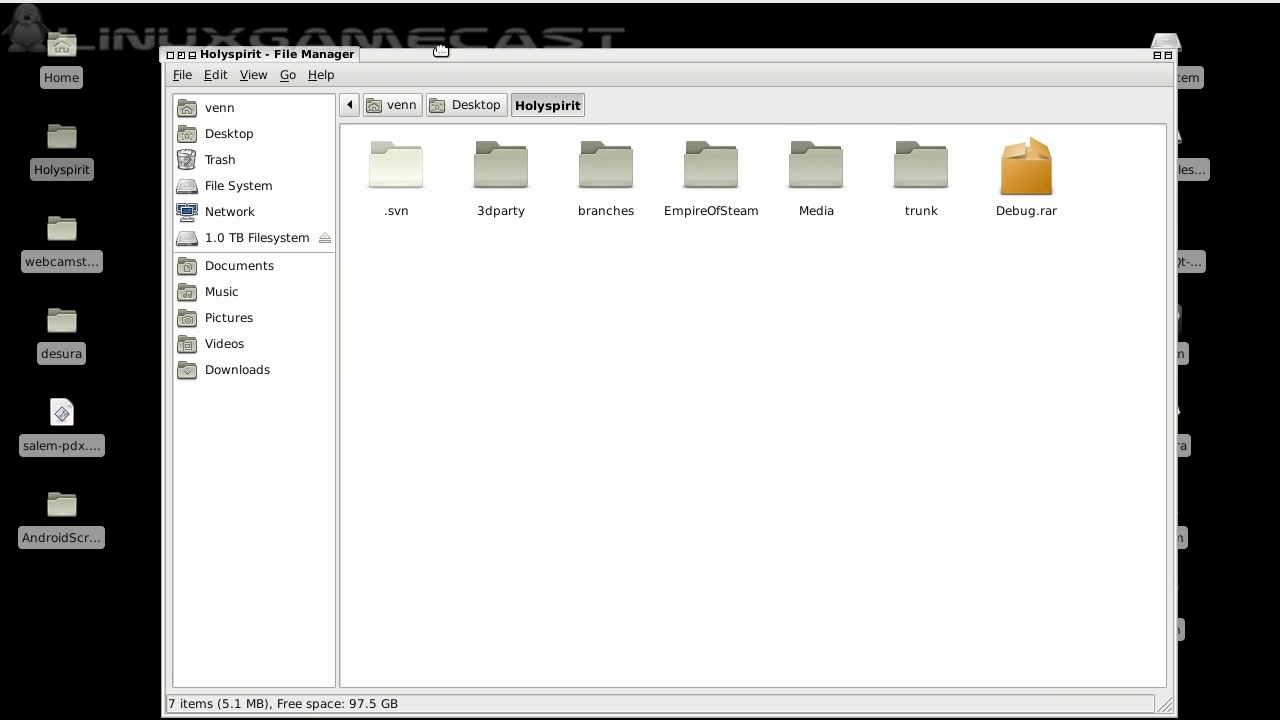 LINUXGAMECAST
Holyspirit - File Manager
File Edit View Go Help
venn Desktop Holyspirit
venn
Desktop
Trash
File System
Network
1.0 TB Filesystem
Documents
Music
Pictures
Videos
Downloads
.svn 3dparty branches EmpireOfSteam Media trunk Debug.rar
7 items (5.1 MB), Free space: 97.5 GB
Home
Holyspirit
webcamst...
desura
salem-pdx....
AndroidScr...